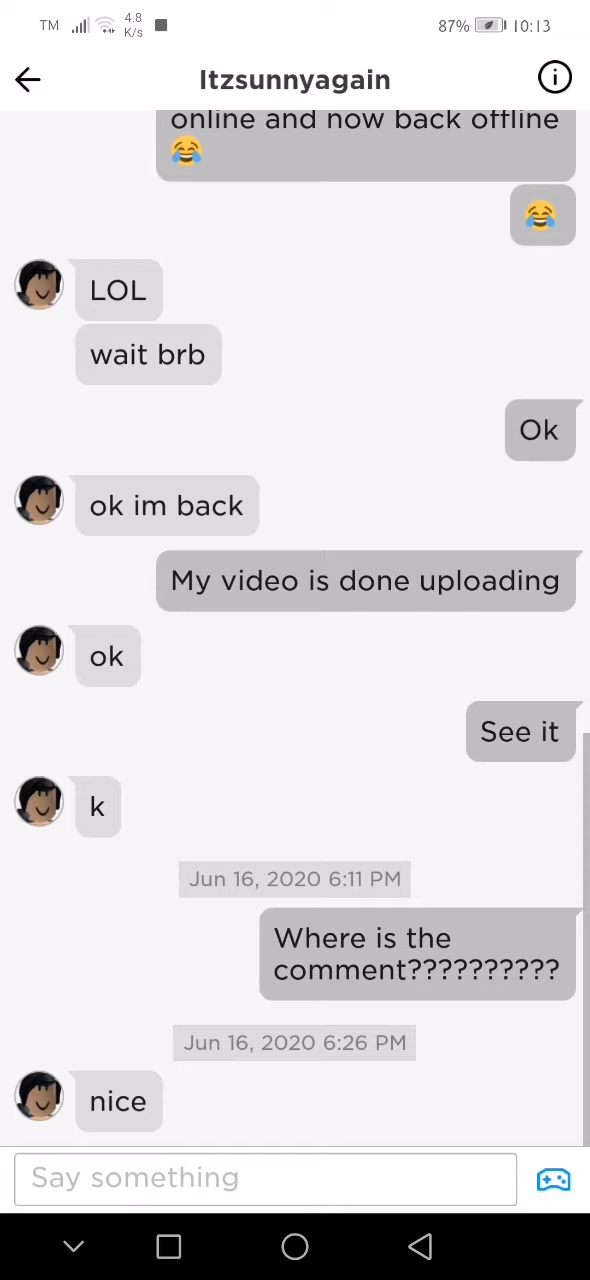 TM 4.8 K/s 87% 10:13
Itzsunnyagain
online and now back offline
😂
😂
LOL
wait brb
Ok
ok im back
My video is done uploading
ok
See it
k
Jun 16, 2020 6:11 PM
Where is the
comment??????????
Jun 16, 2020 6:26 PM
nice
Say something